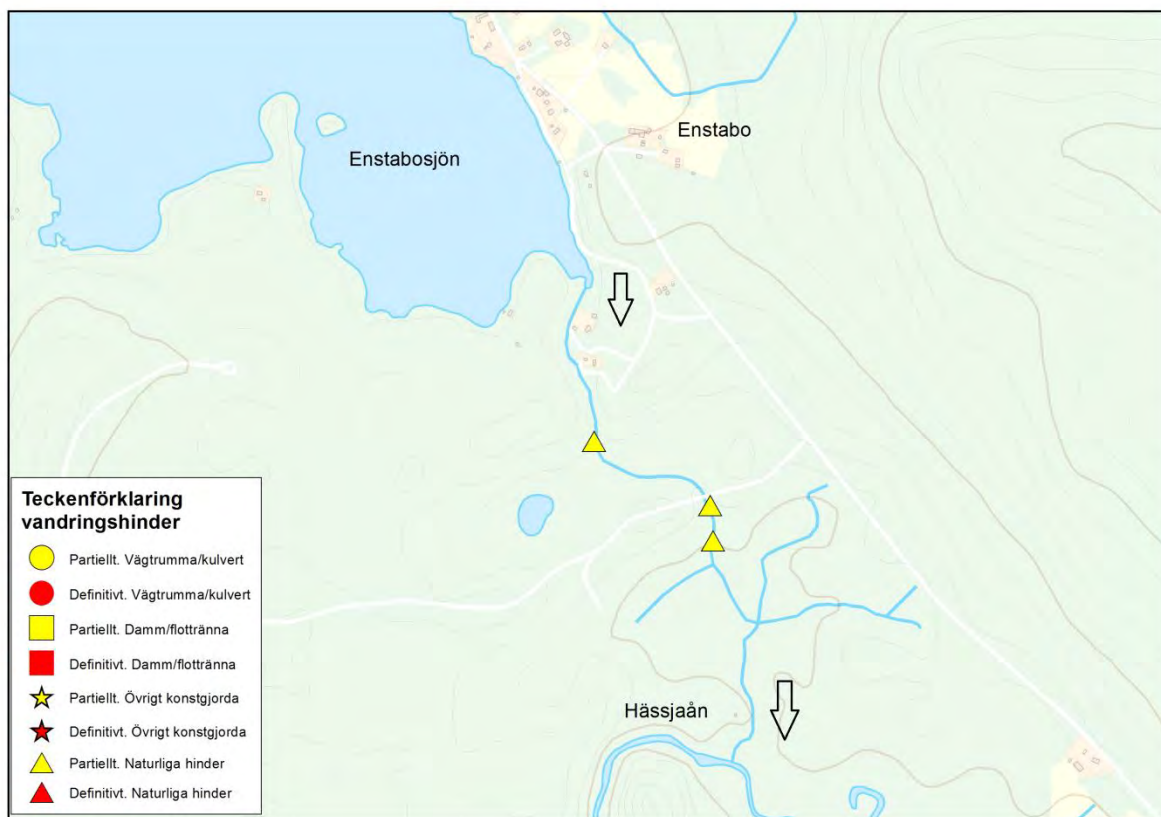 Enstabo
Enstabosjön
Hässjaån
Teckenförklaring
vandringshinder
Partiellt. Vägtrumma/kulvert
Definitivt. Vägtrumma/kulvert
Partiellt. Damm/flottränna
Definitivt. Damm/flottränna
Partiellt. Övrigt konstgjorda
Definitivt. Övrigt konstgjorda
Partiellt. Naturliga hinder
Definitivt. Naturliga hinder